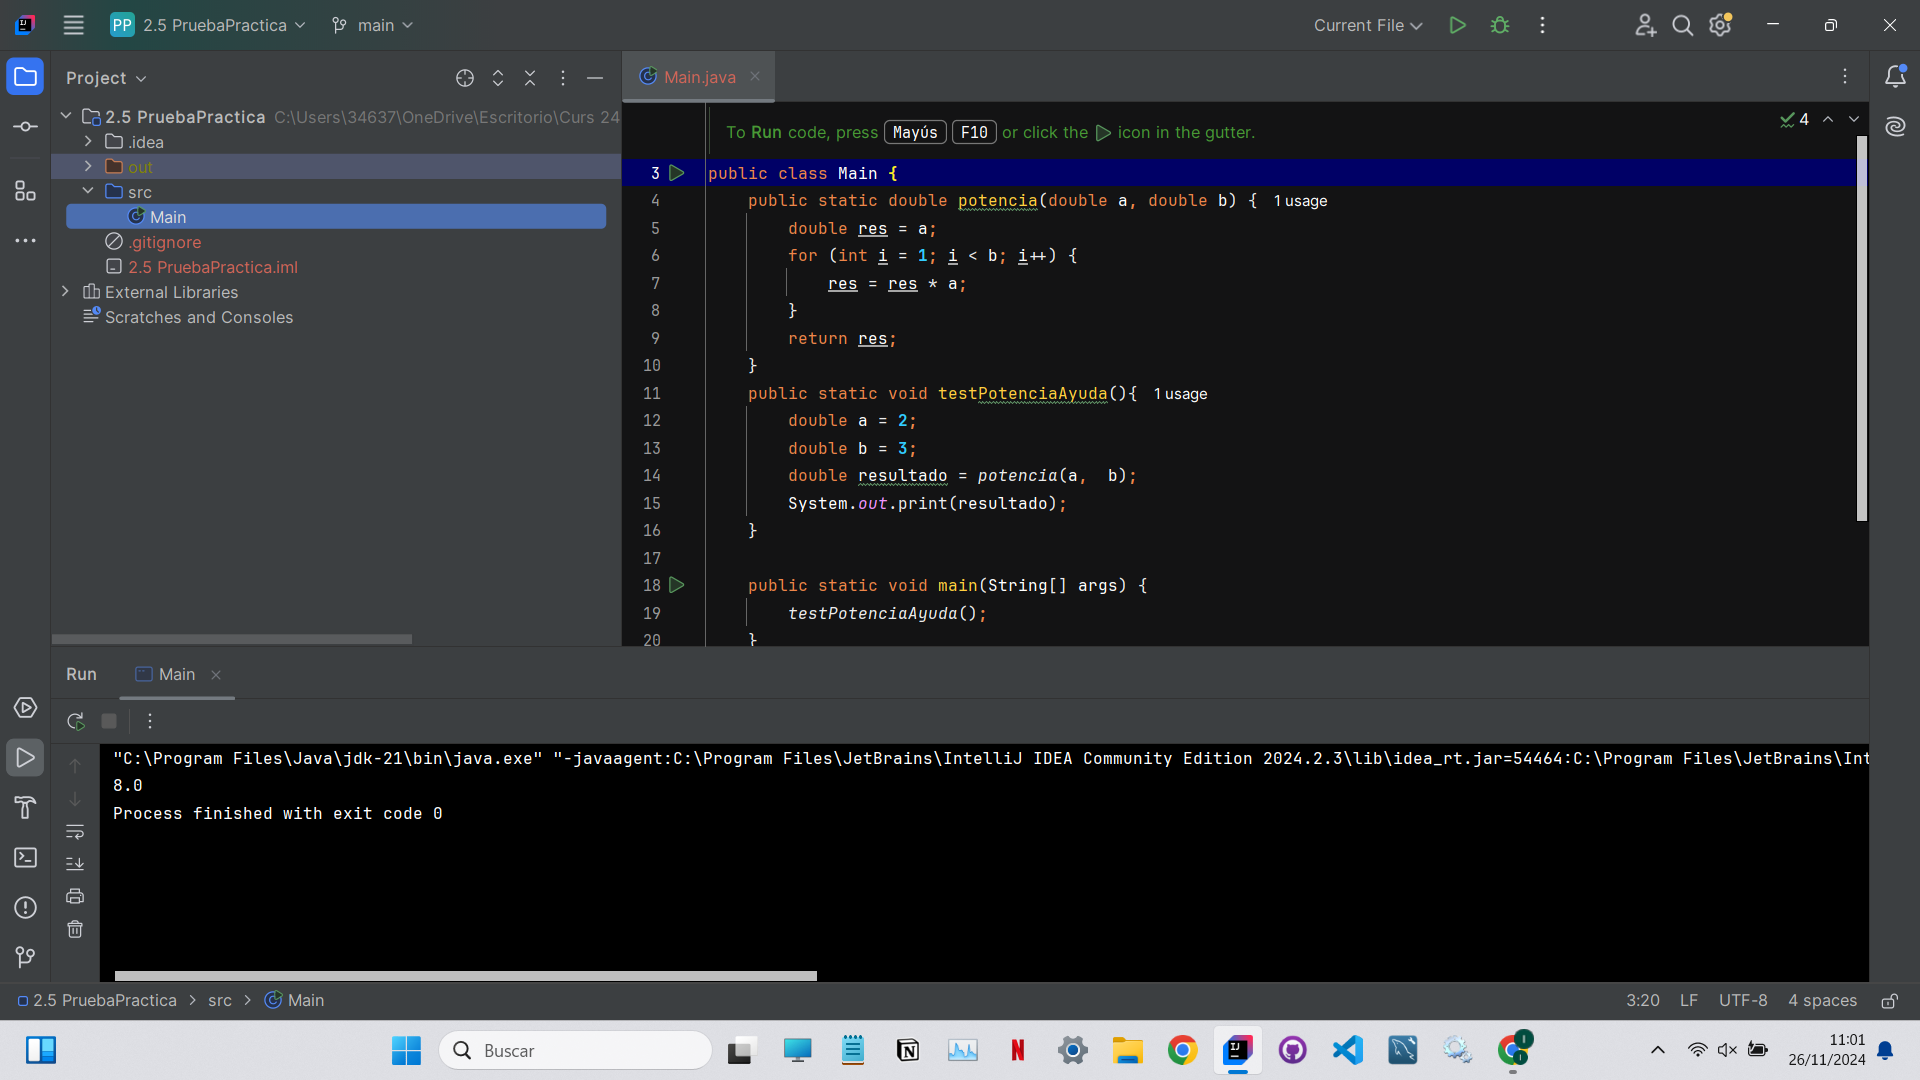 PP 2.5 PruebaPractica main Current File
Project
Main.java
2.5 PruebaPractica C:\Users\34637\OneDrive\Escritorio\Curs 24
.idea
out
src
Main
.gitignore
2.5 PruebaPractica.iml
External Libraries
Scratches and Consoles
To Run code, press Mayús F10 or click the icon in the gutter.
4
3 public class Main {
4 public static double potencia(double a, double b) { 1 usage
5 double res = a;
6 for (int i = 1; i < b; i++) {
7 res = res * a;
8 }
9 return res;
10 }
11 public static void testPotenciaAyuda(){ 1 usage
12 double a = 2;
13 double b = 3;
14 double resultado = potencia(a,  b);
15 System.out.print(resultado);
16 }
17
18 public static void main(String[] args) {
19 testPotenciaAyuda();
20 }
Run Main
"C:\Program Files\Java\jdk-21\bin\java.exe" "-javaagent:C:\Program Files\JetBrains\IntelliJ IDEA Community Edition 2024.2.3\lib\idea_rt.jar=54464:C:\Program Files\JetBrains\Int
8.0
Process finished with exit code 0
2.5 PruebaPractica > src > Main 3:20 LF UTF-8 4 spaces
Buscar
11:01
26/11/2024